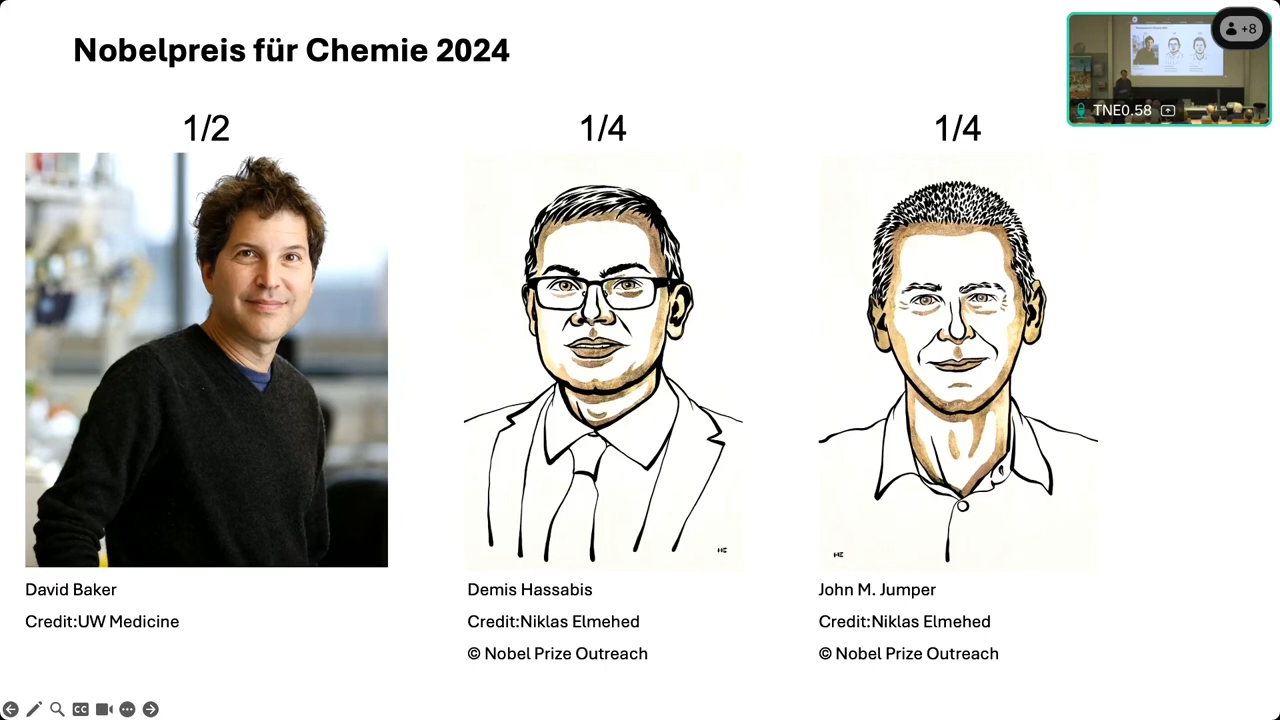 Nobelpreis für Chemie 2024
+8
TNE0.58
1/2
1/4
1/4
David Baker
Credit:UW Medicine
Demis Hassabis
Credit:Niklas Elmehed
© Nobel Prize Outreach
John M. Jumper
Credit:Niklas Elmehed
© Nobel Prize Outreach
CC